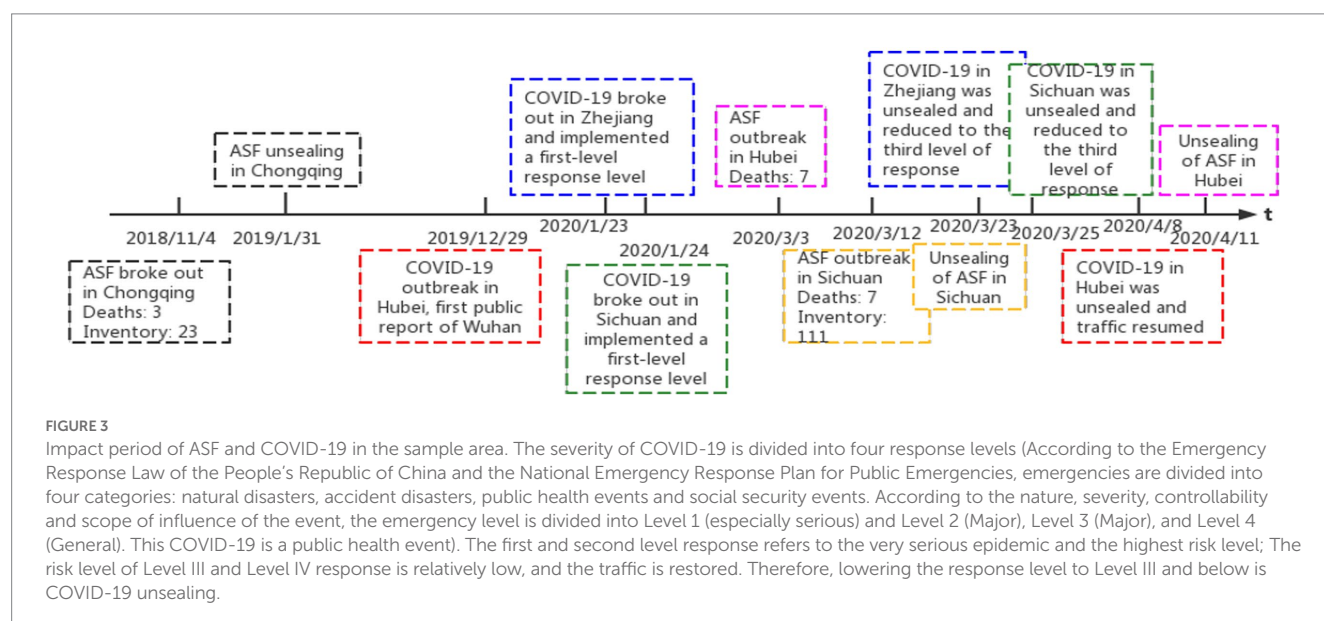 COVID-19 broke
out in Zhejiang
and implemented
a first-level
response level
COVID-19 in
Zhejiang was
unsealed and
reduced to the
third level of
response
COVID-19 in
Sichuan was
unsealed and
reduced to
the third
level of
response
ASF
outbreak
in Hubei
Deaths: 7
ASF unsealing
in Chongqing
Unsealing
of ASF in
Hubei
t
2018/11/4
2019/1/31
2019/12/29
2020/1/23
2020/1/24
2020/3/3
2020/3/12
2020/3/23
2020/3/25
2020/4/8
2020/4/11
ASF broke out
in Chongqing
Deaths: 3
Inventory: 23
COVID-19
outbreak in
Hubei, first public
report of Wuhan
COVID-19
broke out in
Sichuan and
implemented a
first-level
response level
ASF outbreak
in Sichuan
Deaths: 7
Inventory:
111
Unsealing
of ASF in
Sichuan
COVID-19 in
Hubei was
unsealed and
traffic resumed
FIGURE 3
Impact period of ASF and COVID-19 in the sample area. The severity of COVID-19 is divided into four response levels (According to the Emergency
Response Law of the People's Republic of China and the National Emergency Response Plan for Public Emergencies, emergencies are divided into
four categories: natural disasters, accident disasters, public health events and social security events. According to the nature, severity, controllability
and scope of influence of the event, the emergency level is divided into Level 1 (especially serious) and Level 2 (Major), Level 3 (Major), and Level 4
(General). This COVID-19 is a public health event). The first and second level response refers to the very serious epidemic and the highest risk level; The
risk level of Level III and Level IV response is relatively low, and the traffic is restored. Therefore, lowering the response level to Level III and below is
COVID-19 unsealing.